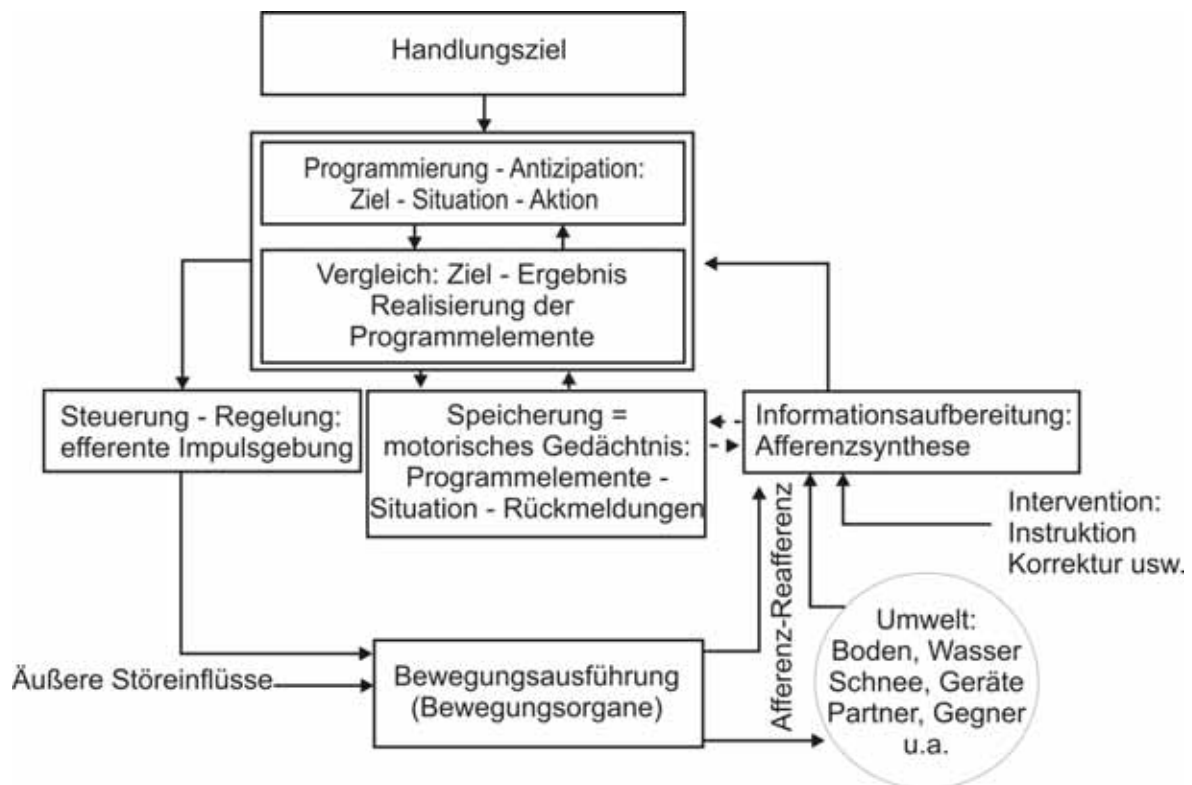 Handlungsziel
Programmierung - Antizipation:
Ziel - Situation - Aktion
Vergleich: Ziel - Ergebnis
Realisierung der
Programmelemente
Steuerung - Regelung:
efferente Impulsgebung
Speicherung =
motorisches Gedächtnis:
Programmelemente -
Situation - Rückmeldungen
Informationsaufbereitung:
Afferenzsynthese
Intervention:
Instruktion
Korrektur usw.
Afferenz-Reafferenz
Umwelt:
Boden, Wasser
Schnee, Geräte
Partner, Gegner
u.a.
Äußere Störeinflüsse
Bewegungsausführung
(Bewegungsorgane)